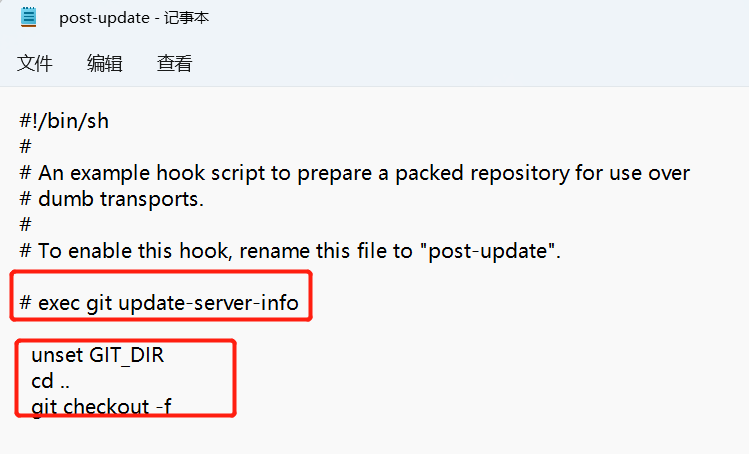 post-update - 记事本
文件 编辑 查看
#!/bin/sh
#
# An example hook script to prepare a packed repository for use over
# dumb transports.
#
# To enable this hook, rename this file to "post-update".
# exec git update-server-info
unset GIT_DIR
cd ..
git checkout -f